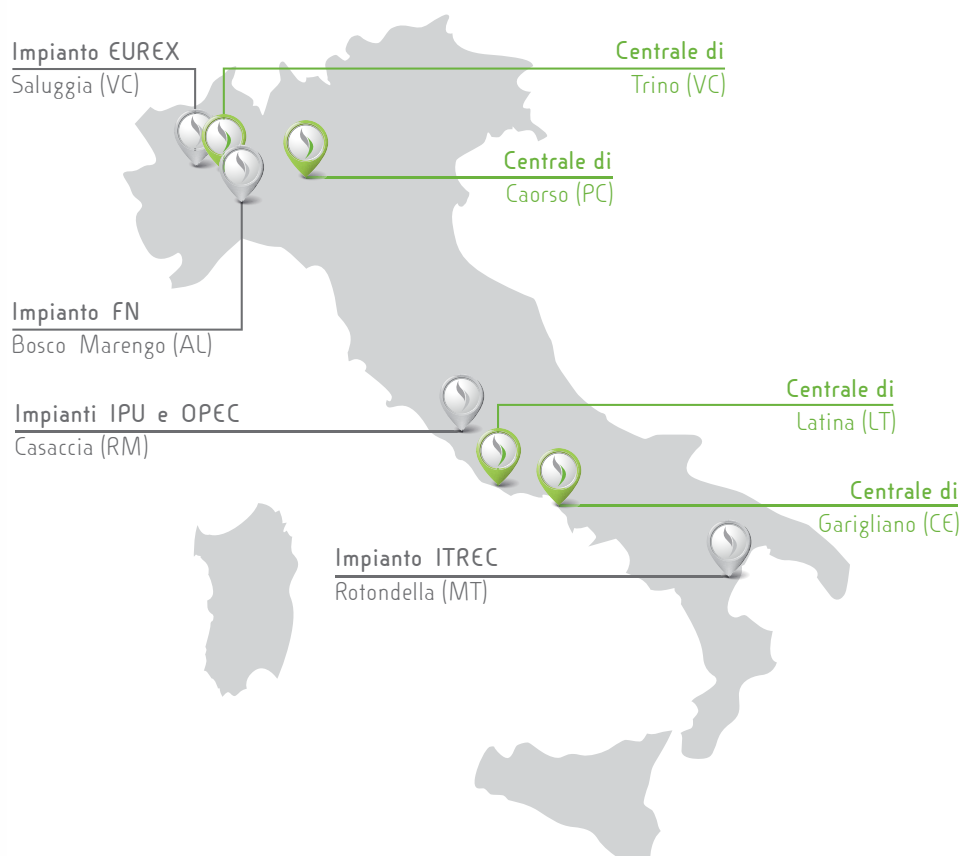 Impianto EUREX
Saluggia (VC)
Centrale di
Trino (VC)
Centrale di
Caorso (PC)
Impianto FN
Bosco Marengo (AL)
Centrale di
Latina (LT)
Impianti IPU e OPEC
Casaccia (RM)
Centrale di
Garigliano (CE)
Impianto ITREC
Rotondella (MT)